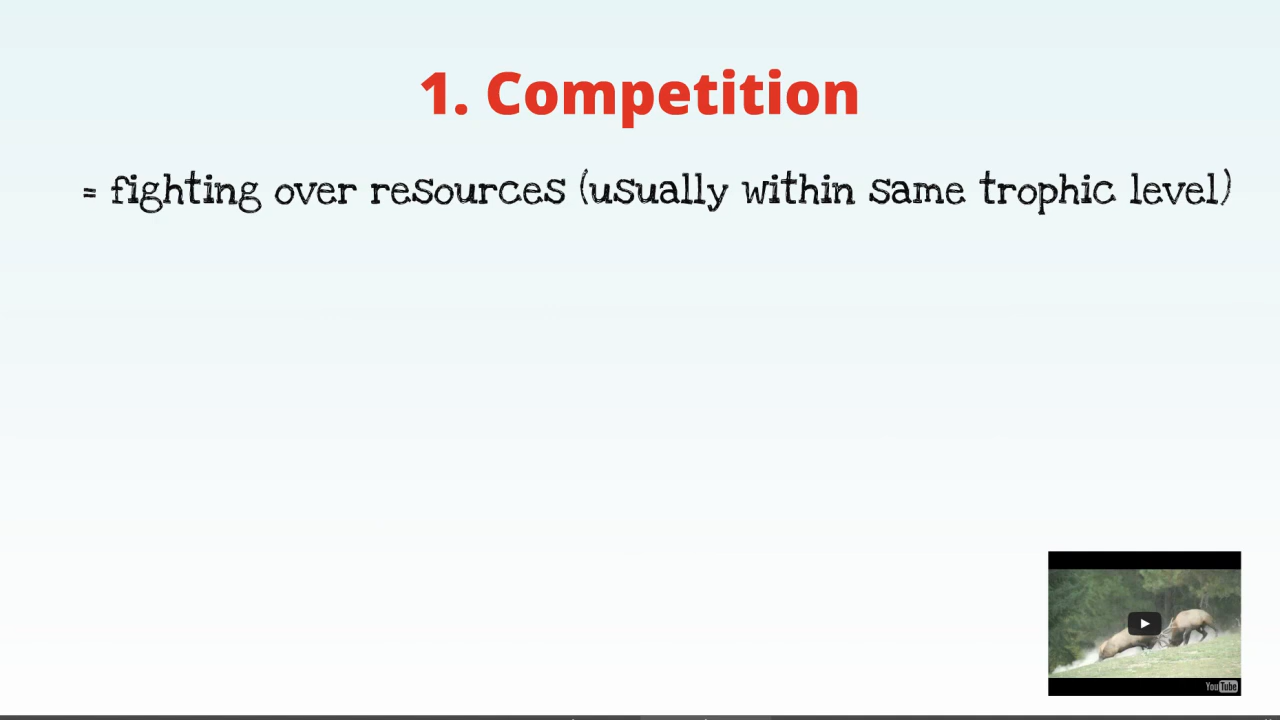 1. Competition
= fighting over resources (usually within same trophic level)
YouTube